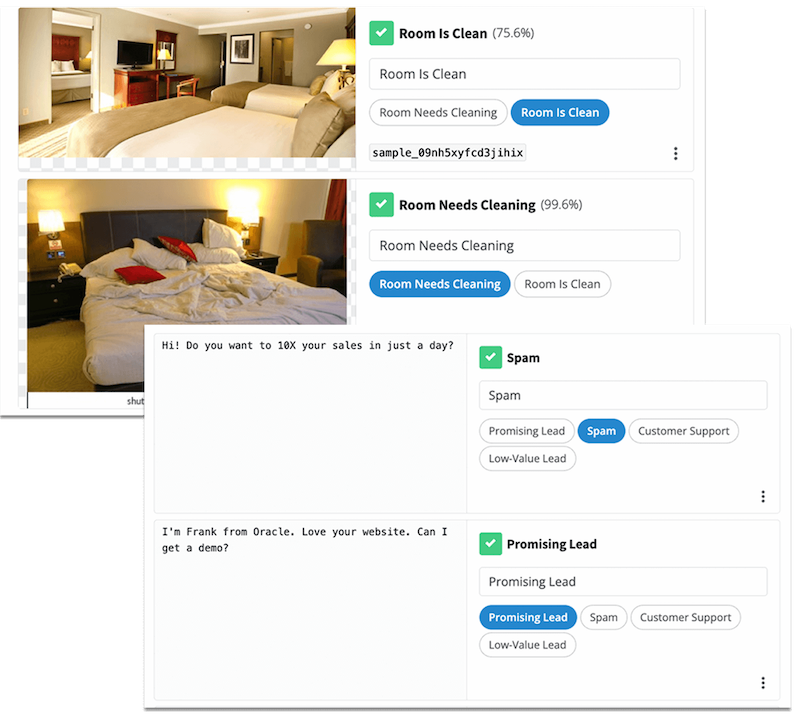 Room Is Clean (75.6%)
Room Is Clean
Room Needs Cleaning Room Is Clean
sample_09nh5xyfcd3jihix
Room Needs Cleaning (99.6%)
Room Needs Cleaning
Room Needs Cleaning Room Is Clean
shut
Hi! Do you want to 10X your sales in just a day?
Spam
Spam
Promising Lead Spam Customer Support
Low-Value Lead
I'm Frank from Oracle. Love your website. Can I
get a demo?
Promising Lead
Promising Lead
Promising Lead Spam Customer Support
Low-Value Lead